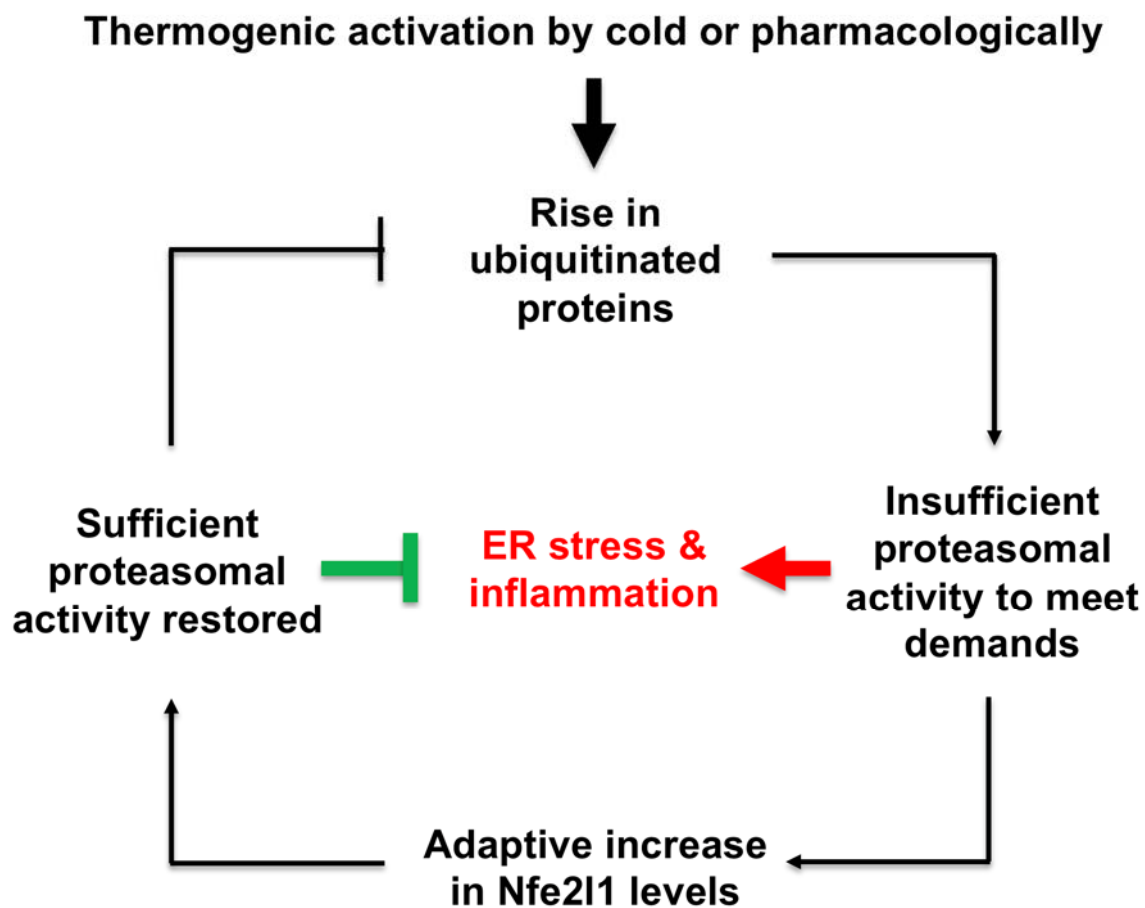 Thermogenic activation by cold or pharmacologically
Rise in
ubiquitinated
proteins
Insufficient
proteasomal
activity to meet
demands
ER stress &
inflammation
Sufficient
proteasomal
activity restored
Adaptive increase
in Nfe2l1 levels